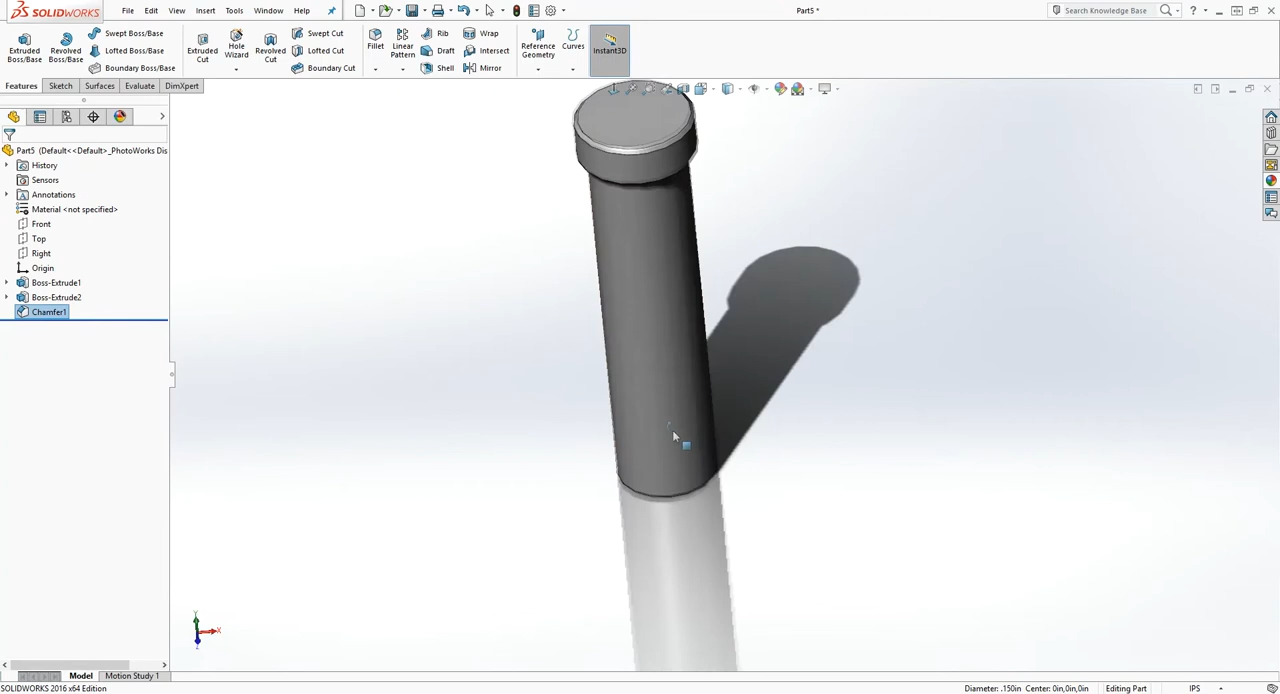 SOLIDWORKS File Edit View Insert Tools Window Help Part5 * Search Knowledge Base
Extruded Boss/Base
Revolved Boss/Base
Swept Boss/Base
Lofted Boss/Base
Boundary Boss/Base
Extruded Cut
Hole Wizard
Revolved Cut
Swept Cut
Lofted Cut
Boundary Cut
Fillet
Linear Pattern
Rib
Draft
Shell
Wrap
Intersect
Mirror
Reference Geometry
Curves
Instant3D
Features Sketch Surfaces Evaluate DimXpert
Part5 (Default<<Default>_PhotoWorks Dis
History
Sensors
Annotations
Material <not specified>
Front
Top
Right
Origin
Boss-Extrude1
Boss-Extrude2
Chamfer1
Y
X
Z
Model Motion Study 1
SOLIDWORKS 2016 x64 Edition Diameter: .150in Center: 0in,0in,0in Editing Part IPS